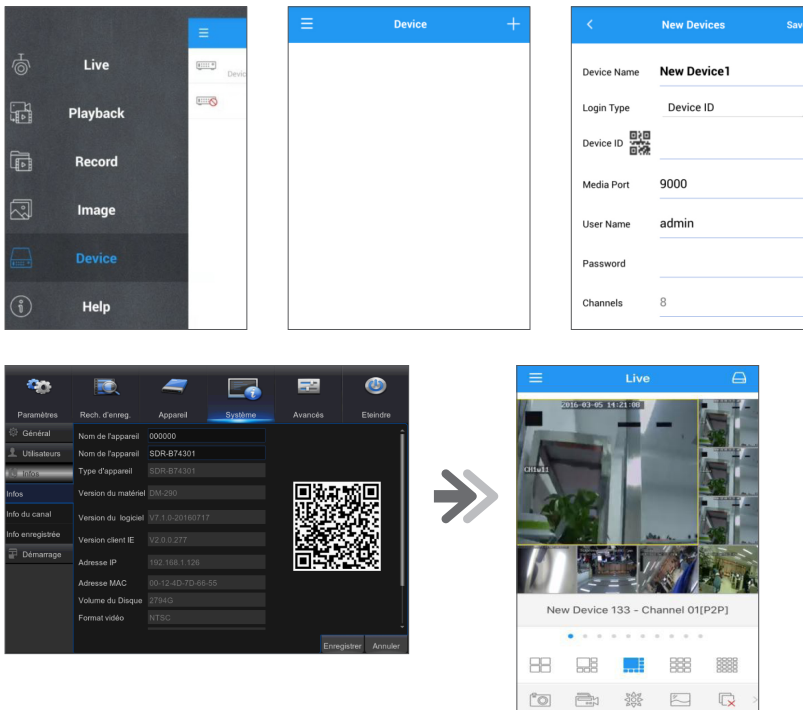 Live
Playback
Record
Image
Device
Help
Devic
Device
New Devices
Save
Device Name New Device1
Login Type Device ID
Device ID
Media Port 9000
User Name admin
Password
Channels 8
Paramètres Rech. d'enreg. Appareil Système Avancés Eteindre
Général
Utilisateurs
Infos
Infos
Info du canal
Info enregistrée
Démarrage
Nom de l'appareil 000000
Nom de l'appareil SDR-B74301
Type d'appareil SDR-B74301
Version du matériel DM-290
Version du logiciel V7.1.0-20160717
Version client IE V2.0.0.277
Adresse IP 192.168.1.126
Adresse MAC 00-12-4D-7D-66-55
Volume du Disque 2794G
Format vidéo NTSC
Enregistrer Annuler
Live
2016-03-05 14:21:08
New Device 133 - Channel 01[P2P]